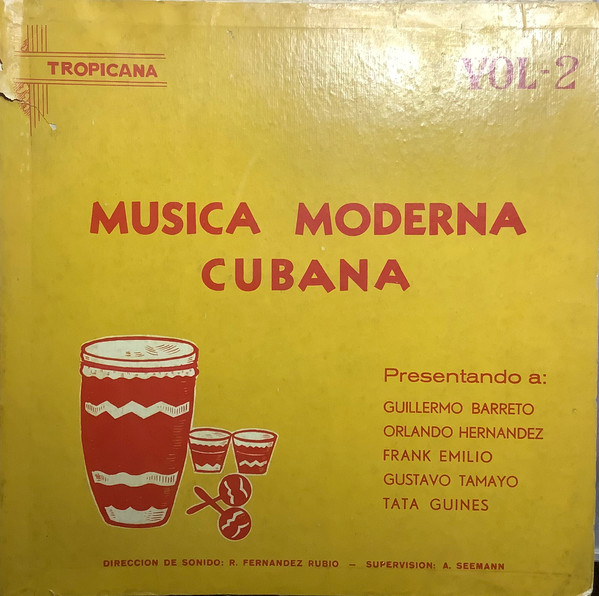 TROPICANA
VOL-2
MUSICA MODERNA
CUBANA
Presentando a:
GUILLERMO BARRETO
ORLANDO HERNANDEZ
FRANK EMILIO
GUSTAVO TAMAYO
TATA GUINES
DIRECCION DE SONIDO: R. FERNANDEZ RUBIO — SUPERVISION: A. SEEMANN